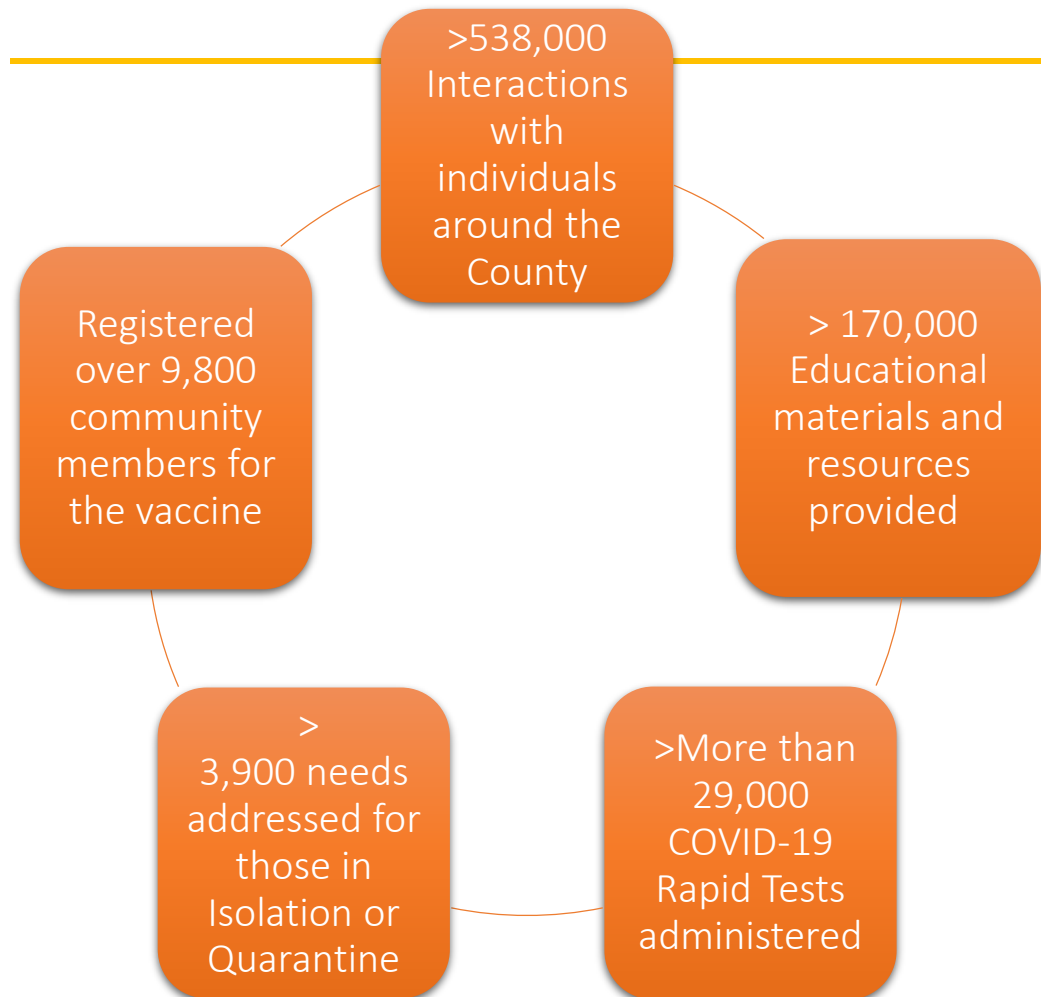 >538,000
Interactions
with
individuals
around the
County
> 170,000
Educational
materials and
resources
provided
>More than
29,000
COVID-19
Rapid Tests
administered
>
3,900 needs
addressed for
those in
Isolation or
Quarantine
Registered
over 9,800
community
members for
the vaccine